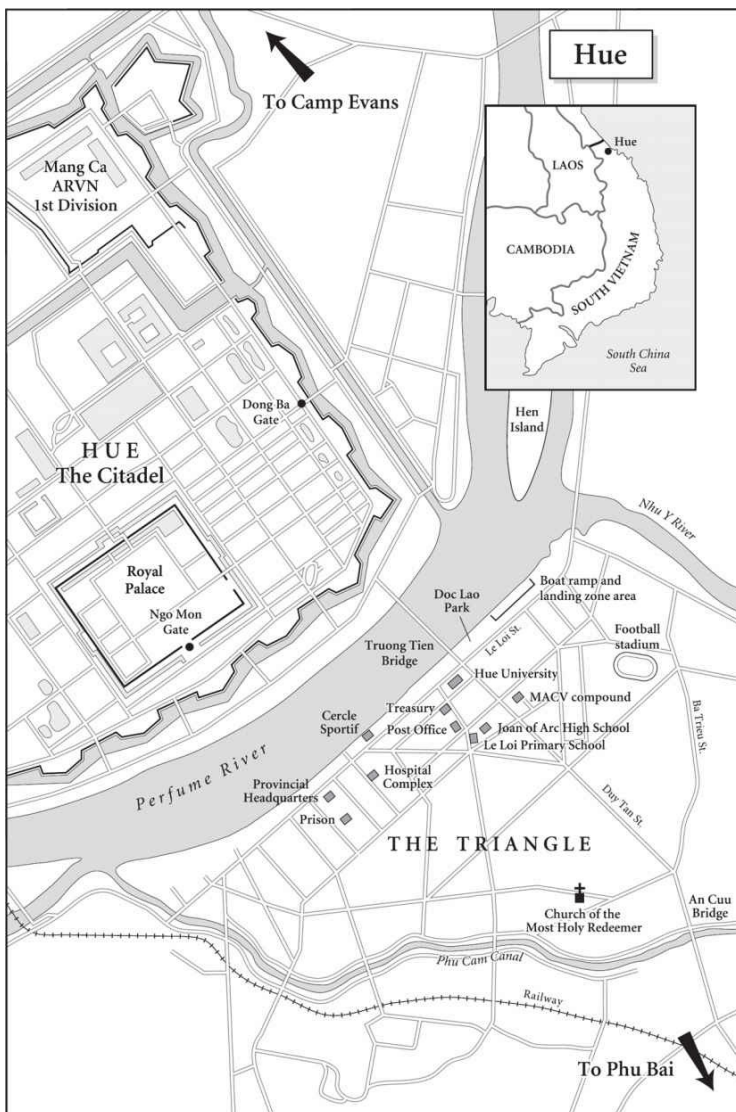 Hue
To Camp Evans
Mang Ca
ARVN
1st Division
Hue
LAOS
CAMBODIA
SOUTH VIETNAM
South China
Sea
Dong Ba
Gate
Hen
Island
HUE
The Citadel
Nhu Y River
Royal
Palace
Ngo Mon
Gate
Doc Lao
Park
Boat ramp and
landing zone area
Le Loi St.
Truong Tien
Bridge
Football
stadium
Hue University
MACV compound
Treasury
Ba Trieu St.
Cercle
Sportif
Post Office
Joan of Arc High School
Le Loi Primary School
Perfume River
Hospital
Complex
Provincial
Headquarters
Prison
Duy Tan St.
THE TRIANGLE
An Cuu
Bridge
Church of the
Most Holy Redeemer
Phu Cam Canal
Railway
To Phu Bai